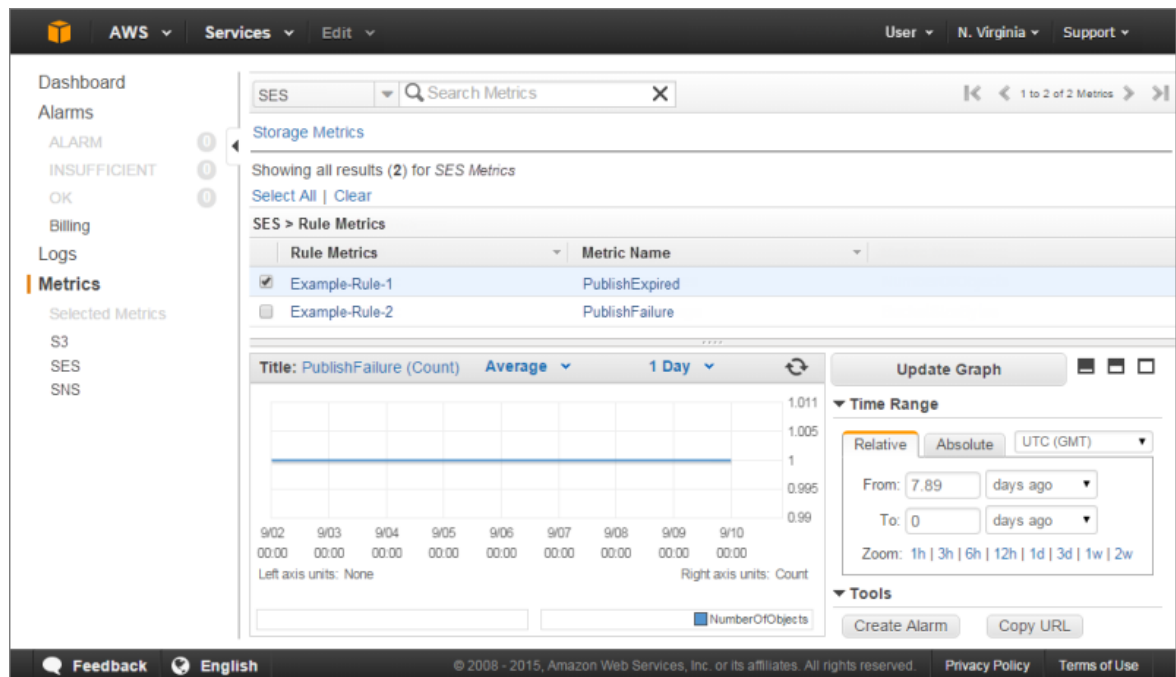 AWS Services Edit User N. Virginia Support
Dashboard
Alarms
ALARM 0
INSUFFICIENT 0
OK 0
Billing
Logs
Metrics
Selected Metrics
S3
SES
SNS
SES Search Metrics 1 to 2 of 2 Metrics
Storage Metrics
Showing all results (2) for SES Metrics
Select All | Clear
SES > Rule Metrics
Rule Metrics Metric Name
Example-Rule-1 PublishExpired
Example-Rule-2 PublishFailure
Title: PublishFailure (Count) Average 1 Day
1.011
1.005
1
0.995
0.99
9/02 9/03 9/04 9/05 9/06 9/07 9/08 9/09 9/10
00:00 00:00 00:00 00:00 00:00 00:00 00:00 00:00 00:00
Left axis units: None Right axis units: Count
NumberOfObjects
Update Graph
Time Range
Relative Absolute UTC (GMT)
From: 7.89 days ago
To: 0 days ago
Zoom: 1h | 3h | 6h | 12h | 1d | 3d | 1w | 2w
Tools
Create Alarm Copy URL
Feedback English © 2008 - 2015, Amazon Web Services, Inc. or its affiliates. All rights reserved. Privacy Policy Terms of Use